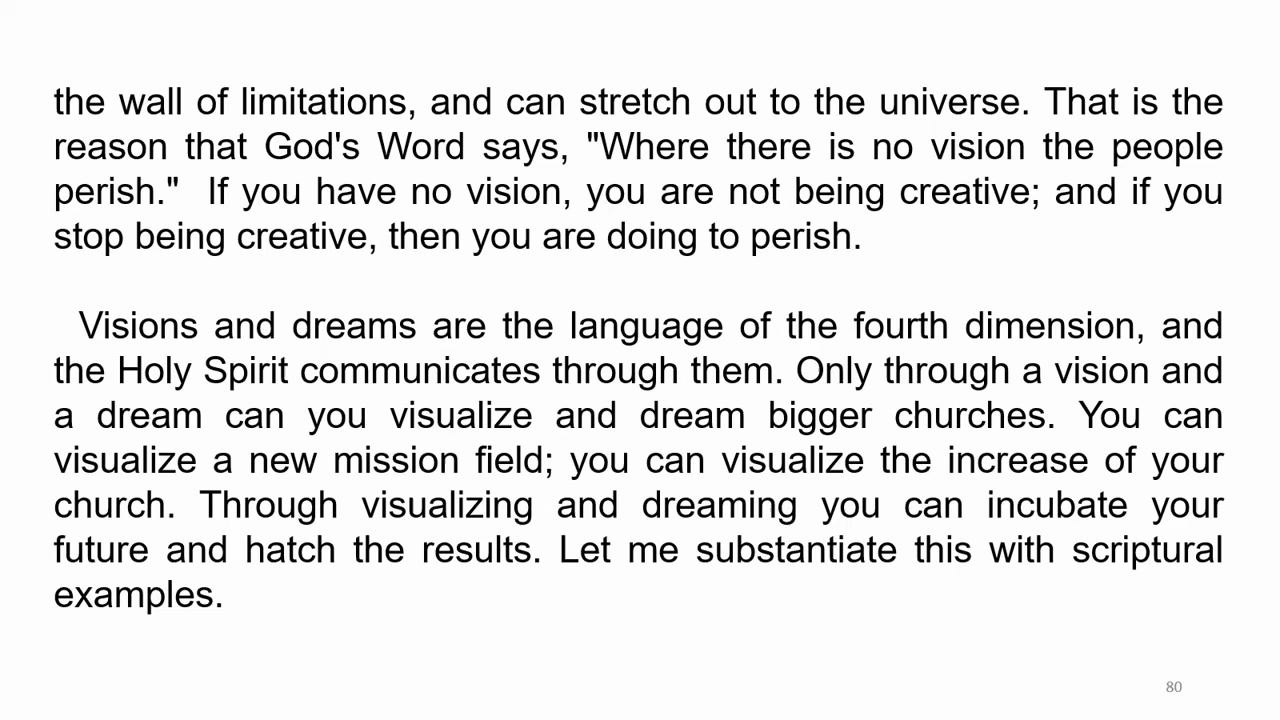 the wall of limitations, and can stretch out to the universe. That is the
reason that God's Word says, "Where there is no vision the people
perish."  If you have no vision, you are not being creative; and if you
stop being creative, then you are doing to perish.
Visions and dreams are the language of the fourth dimension, and
the Holy Spirit communicates through them. Only through a vision and
a dream can you visualize and dream bigger churches. You can
visualize a new mission field; you can visualize the increase of your
church. Through visualizing and dreaming you can incubate your
future and hatch the results. Let me substantiate this with scriptural
examples.
80